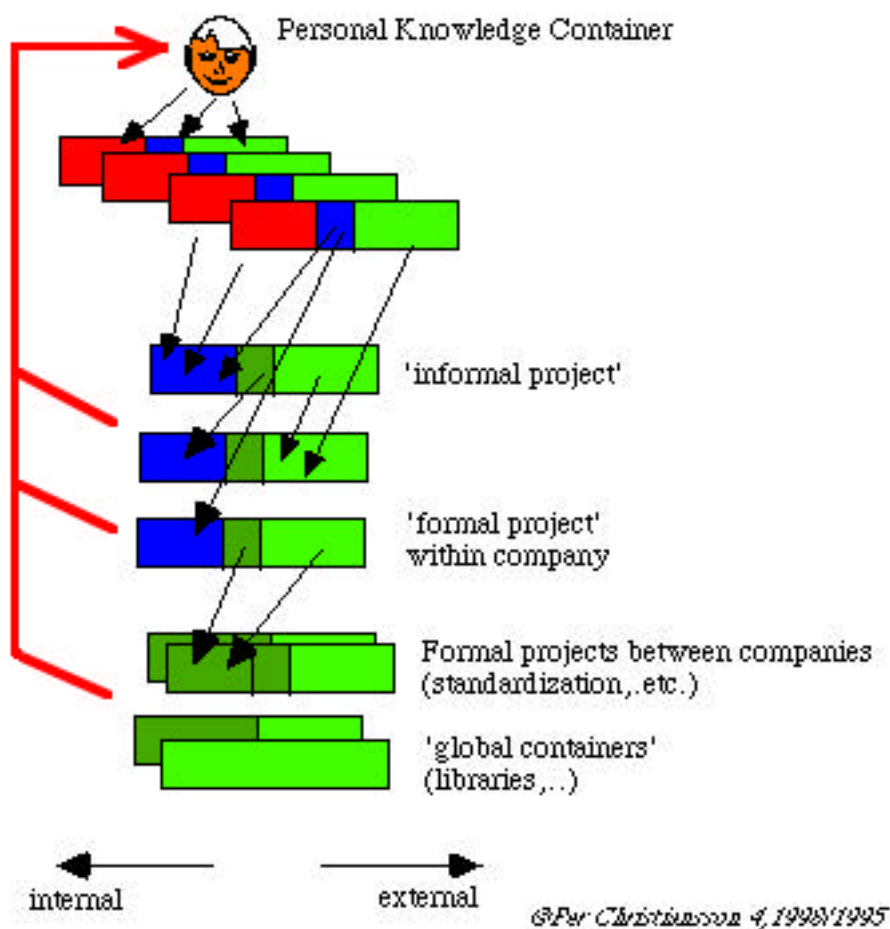 Personal Knowledge Container
'informal project'
'formal project'
within company
Formal projects between companies
(standardization,.etc.)
'global containers'
(libraries,..)
internal
external
@Per Christiansson 4,1998/1995